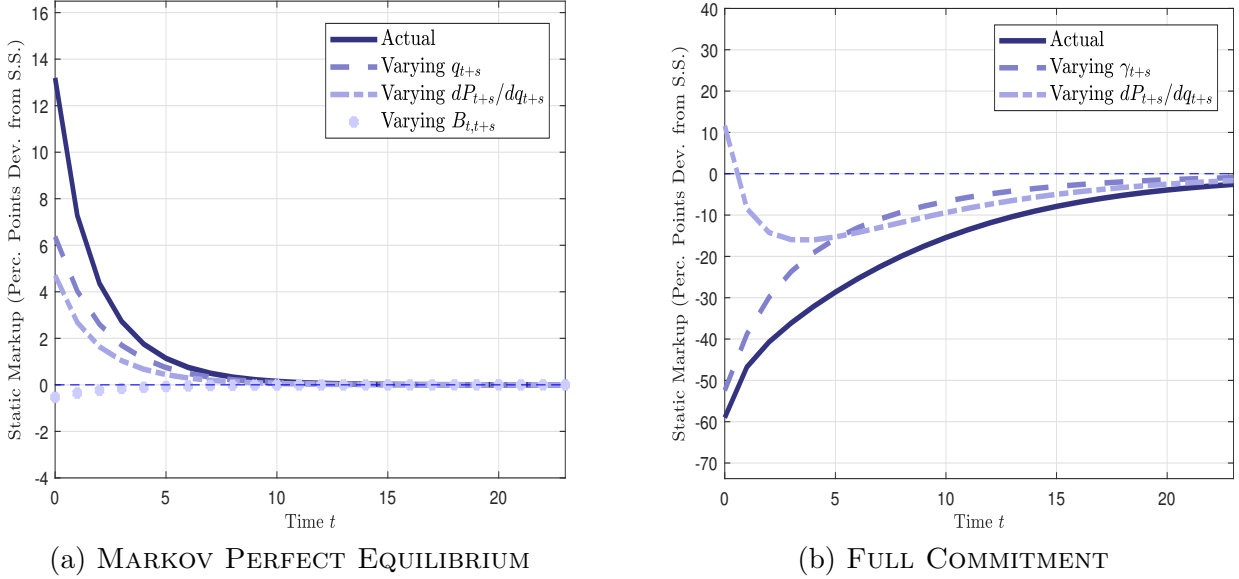 Static Markup (Perc. Points Dev. from S.S.)
16
14
12
10
8
6
4
2
0
-2
-4
Actual
Varying q_{t+s}
Varying dP_{t+s}/dq_{t+s}
Varying B_{t,t+s}
0 5 10 15 20
Time t
(a) Markov Perfect Equilibrium
Static Markup (Perc. Points Dev. from S.S.)
40
30
20
10
0
-10
-20
-30
-40
-50
-60
-70
Actual
Varying γ_{t+s}
Varying dP_{t+s}/dq_{t+s}
0 5 10 15 20
Time t
(b) Full Commitment